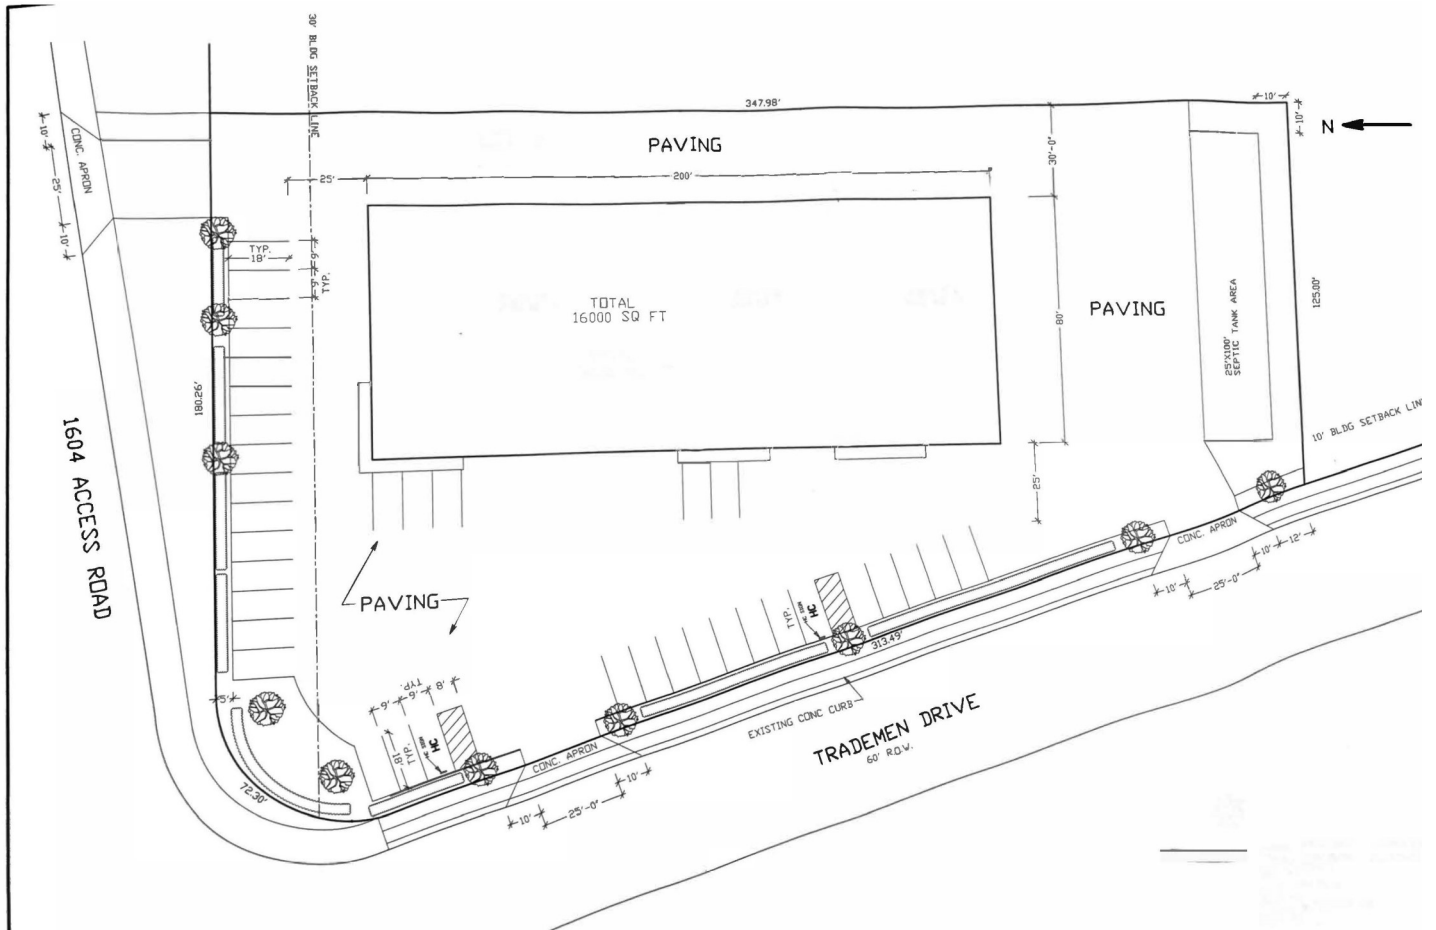 30' BLDG SETBACK LINE
347.98'
10'
10'
N
10'
CONC. APRON
25'
10'
PAVING
30'-0"
25'
200'
TYP.
18'
9'
9'
TYP.
TOTAL
16000 SQ FT
80'
PAVING
25'X100'
SEPTIC TANK AREA
125.00'
180.26'
10' BLDG SETBACK LINE
1604 ACCESS ROAD
25'
PAVING
CONC. APRON
10'
12'
10'
25'-0"
HC
TYP.
313.49'
5'
9'
9'
TYP.
8'
18'
TYP.
HC
EXISTING CONC CURB
TRADEMEN DRIVE
60' R.O.W.
CONC. APRON
10'
10'
25'-0"
72.30'